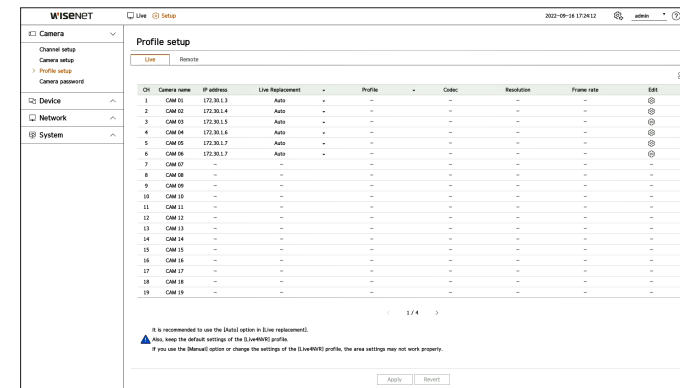 WISENET
Live Setup 2022-09-16 17:24:12 admin
Camera
Channel setup
Camera setup
> Profile setup
Camera password
Device
Network
System
Profile setup
Live Remote
CH Camera name IP address Live Replacement Profile Codec Resolution Frame rate Edit
1 CAM 01 172.30.1.3 Auto - - - -
2 CAM 02 172.30.1.4 Auto - - - -
3 CAM 03 172.30.1.5 Auto - - - -
4 CAM 04 172.30.1.6 Auto - - - -
5 CAM 05 172.30.1.7 Auto - - - -
6 CAM 06 172.30.1.7 Auto - - - -
7 CAM 07 - - - - - - -
8 CAM 08 - - - - - - -
9 CAM 09 - - - - - - -
10 CAM 10 - - - - - - -
11 CAM 11 - - - - - - -
12 CAM 12 - - - - - - -
13 CAM 13 - - - - - - -
14 CAM 14 - - - - - - -
15 CAM 15 - - - - - - -
16 CAM 16 - - - - - - -
17 CAM 17 - - - - - - -
18 CAM 18 - - - - - - -
19 CAM 19 - - - - - - -
< 1 / 4 >
It is recommended to use the [Auto] option in [Live replacement].
Also, keep the default settings of the [Live4NVR] profile.
If you use the [Manual] option or change the settings of the [Live4NVR] profile, the area settings may not work properly.
Apply Revert